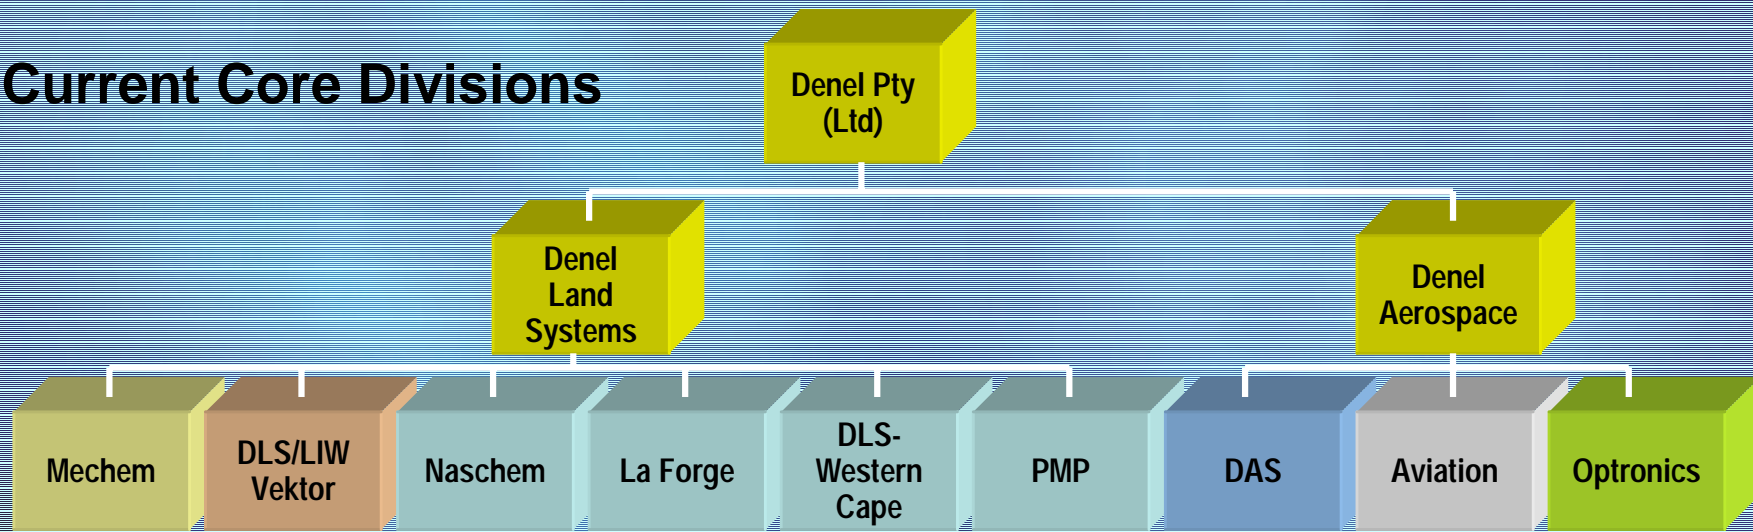 Current Core Divisions
Denel Pty
(Ltd)
Denel
Land
Systems
Denel
Aerospace
Mechem
DLS/LIW
Vektor
Naschem
La Forge
DLS-
Western
Cape
PMP
DAS
Aviation
Optronics